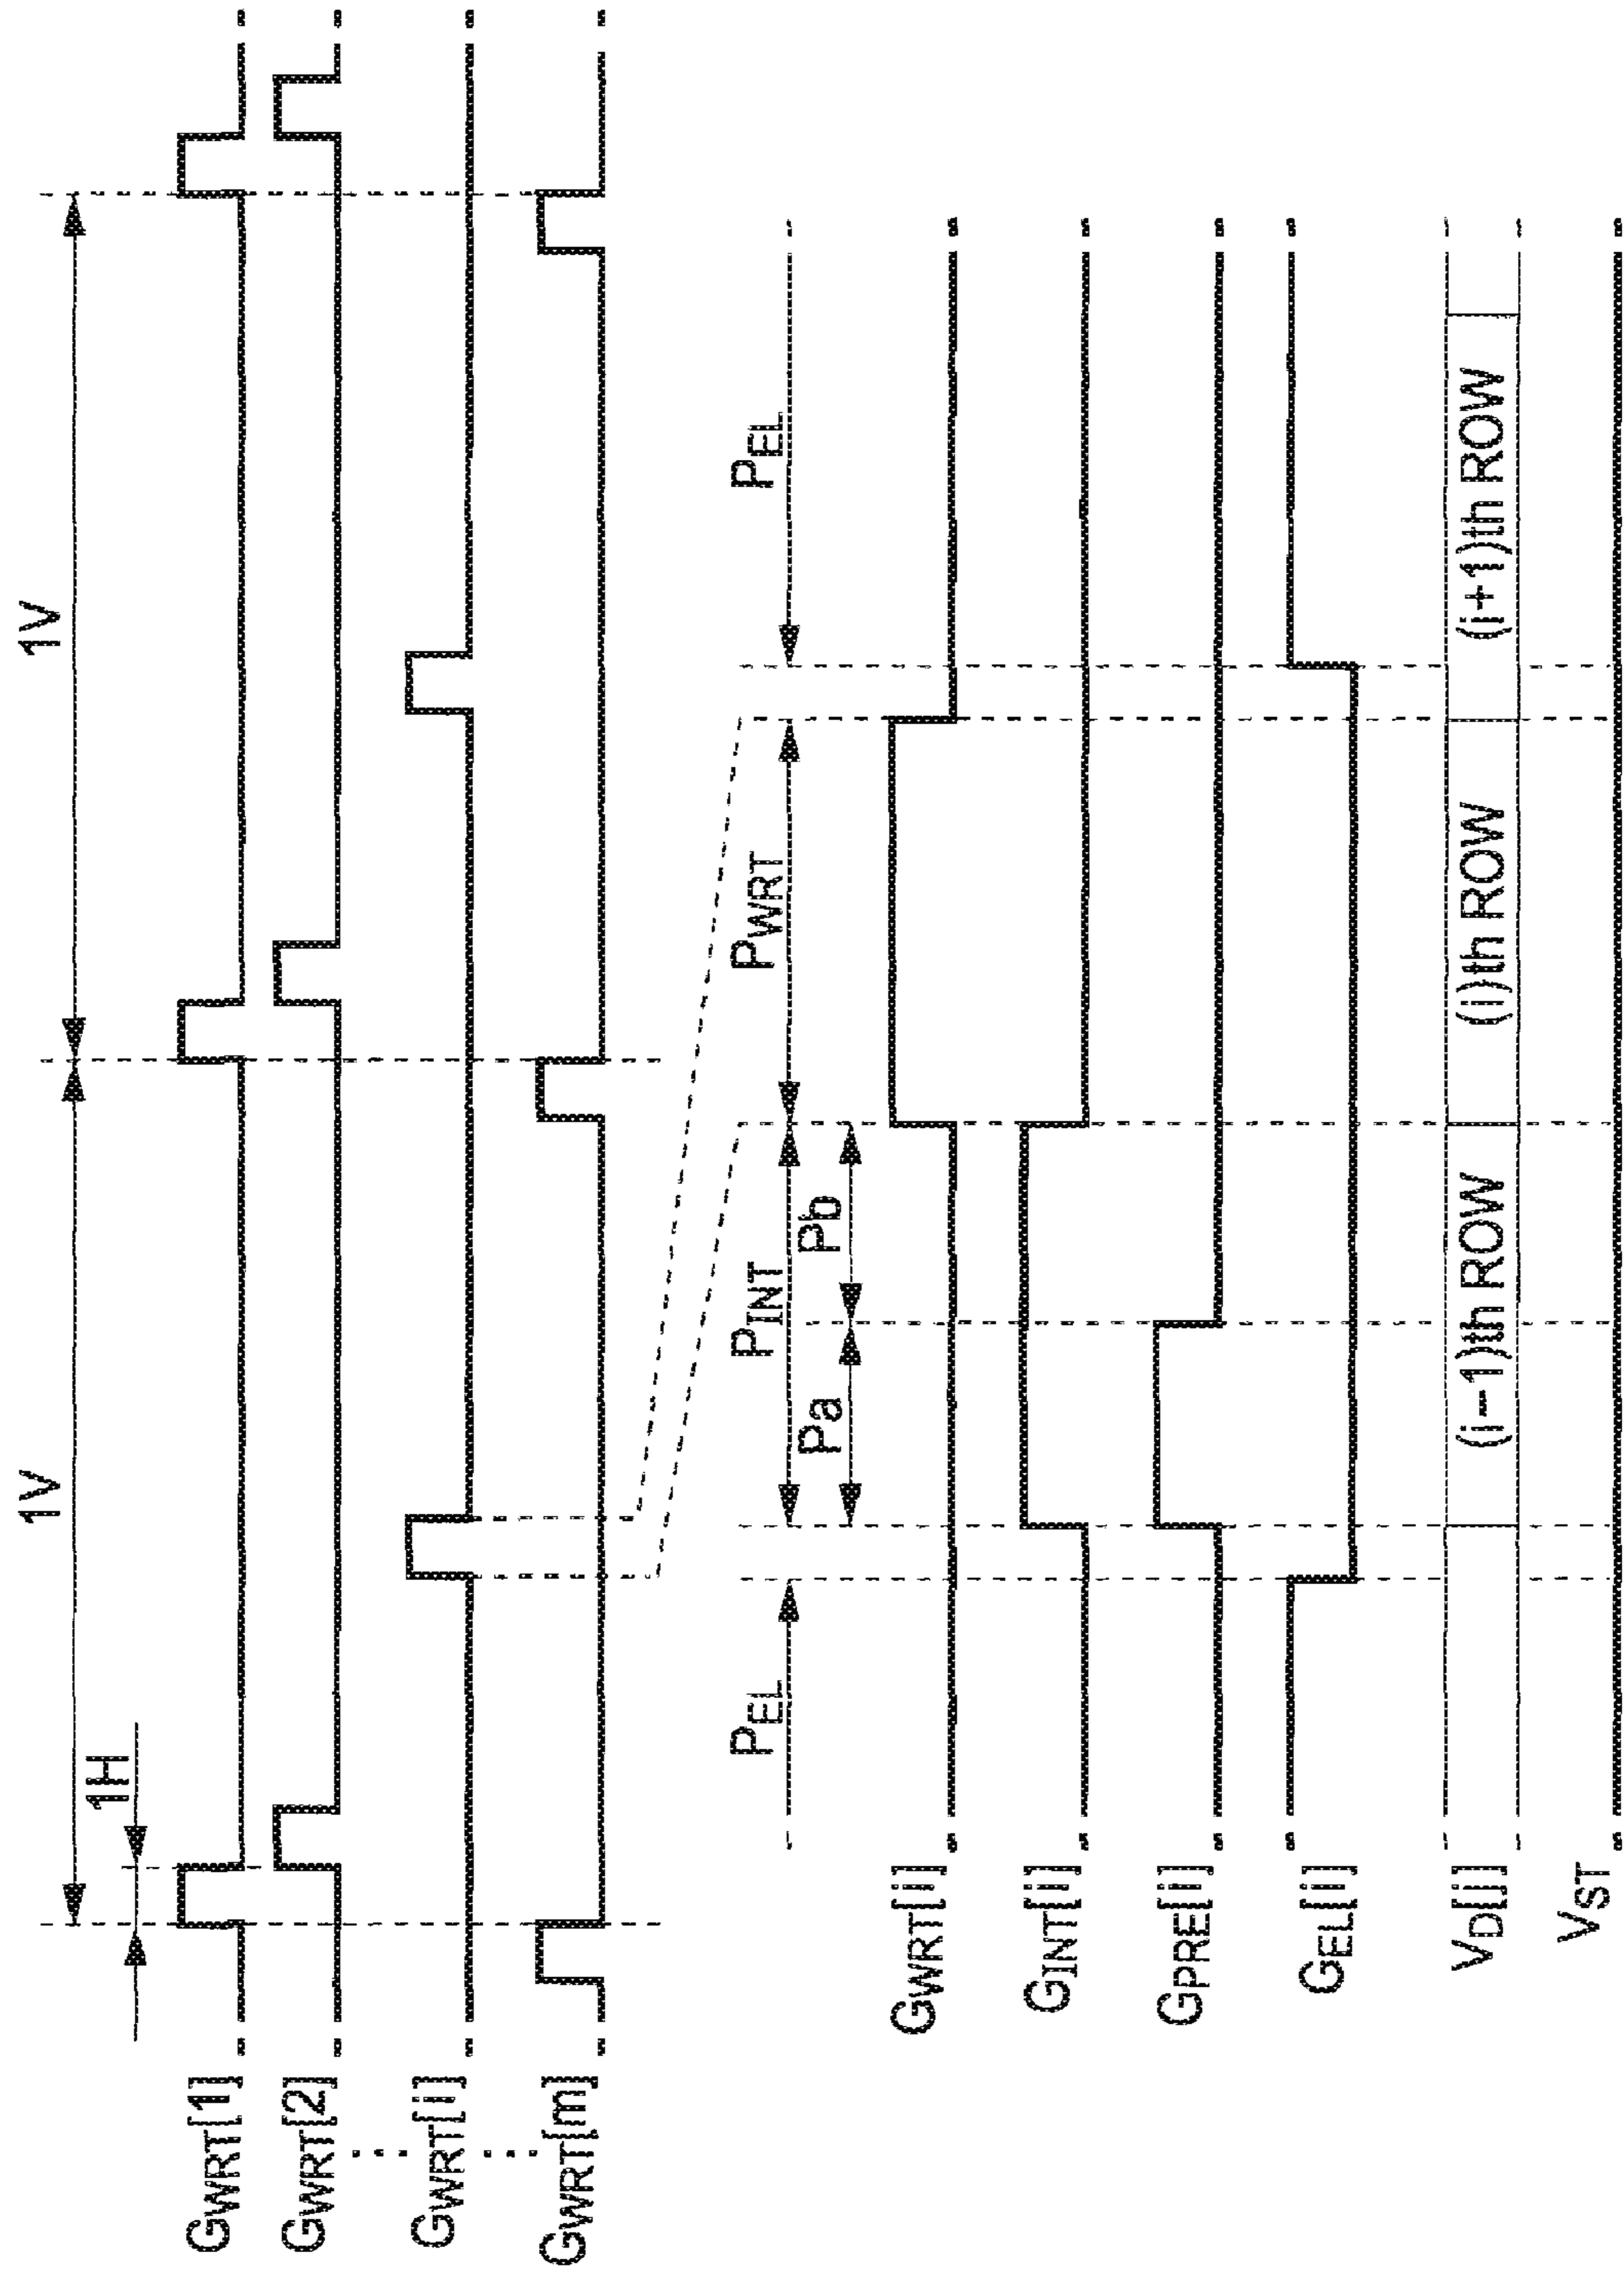 1V
1V
1H
GWRT[1]
GWRT[2]
GWRT[i]
GWRT[m]
PEL
PINT
PWRT
PEL
Pa
Pb
GWRT[i]
GINT[i]
GPRE[i]
GEL[i]
VD[j]
(i−1)th ROW
(i)th ROW
(i+1)th ROW
VST